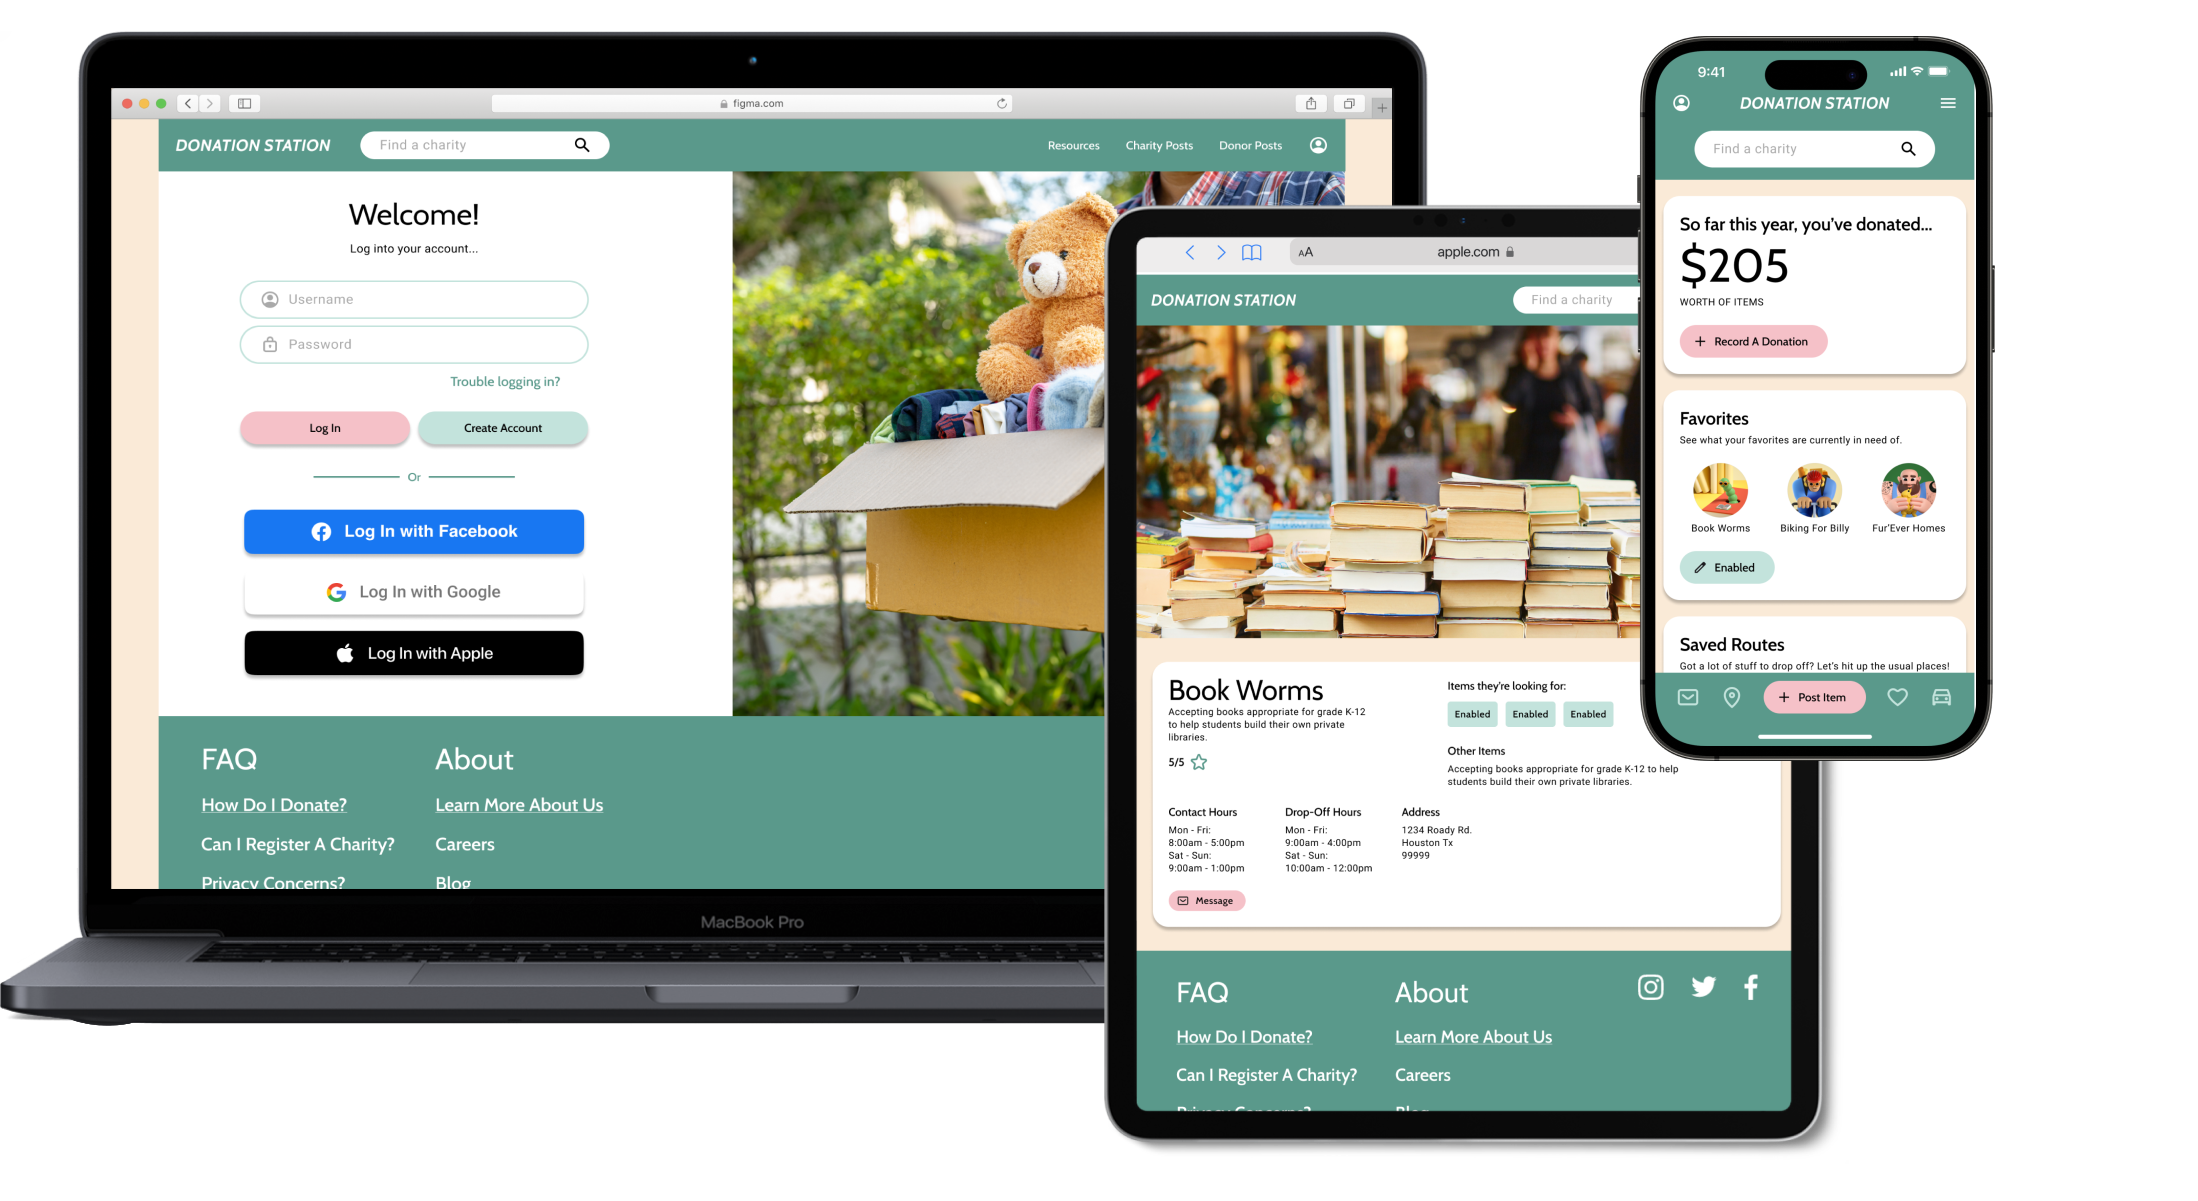 figma.com
DONATION STATION
Find a charity
Resources
Charity Posts
Donor Posts
Welcome!
Log into your account...
Username
Password
Trouble logging in?
Log In
Create Account
Or
Log In with Facebook
Log In with Google
Log In with Apple
FAQ
How Do I Donate?
Can I Register A Charity?
Privacy Concerns?
About
Learn More About Us
Careers
Blog
MacBook Pro
AA
apple.com
DONATION STATION
Find a charity
Book Worms
Accepting books appropriate for grade K-12
to help students build their own private
libraries.
5/5
Items they're looking for:
Enabled
Enabled
Enabled
Other Items
Accepting books appropriate for grade K-12 to help
students build their own private libraries.
Contact Hours
Mon - Fri:
8:00am - 5:00pm
Sat - Sun:
9:00am - 1:00pm
Drop-Off Hours
Mon - Fri:
9:00am - 4:00pm
Sat - Sun:
10:00am - 12:00pm
Address
1234 Roady Rd.
Houston Tx
99999
Message
FAQ
How Do I Donate?
Can I Register A Charity?
Privacy Concerns?
About
Learn More About Us
Careers
Blog
9:41
DONATION STATION
Find a charity
So far this year, you've donated...
$205
WORTH OF ITEMS
+ Record A Donation
Favorites
See what your favorites are currently in need of.
Book Worms
Biking For Billy
Fur'Ever Homes
Enabled
Saved Routes
Got a lot of stuff to drop off? Let's hit up the usual places!
+ Post Item